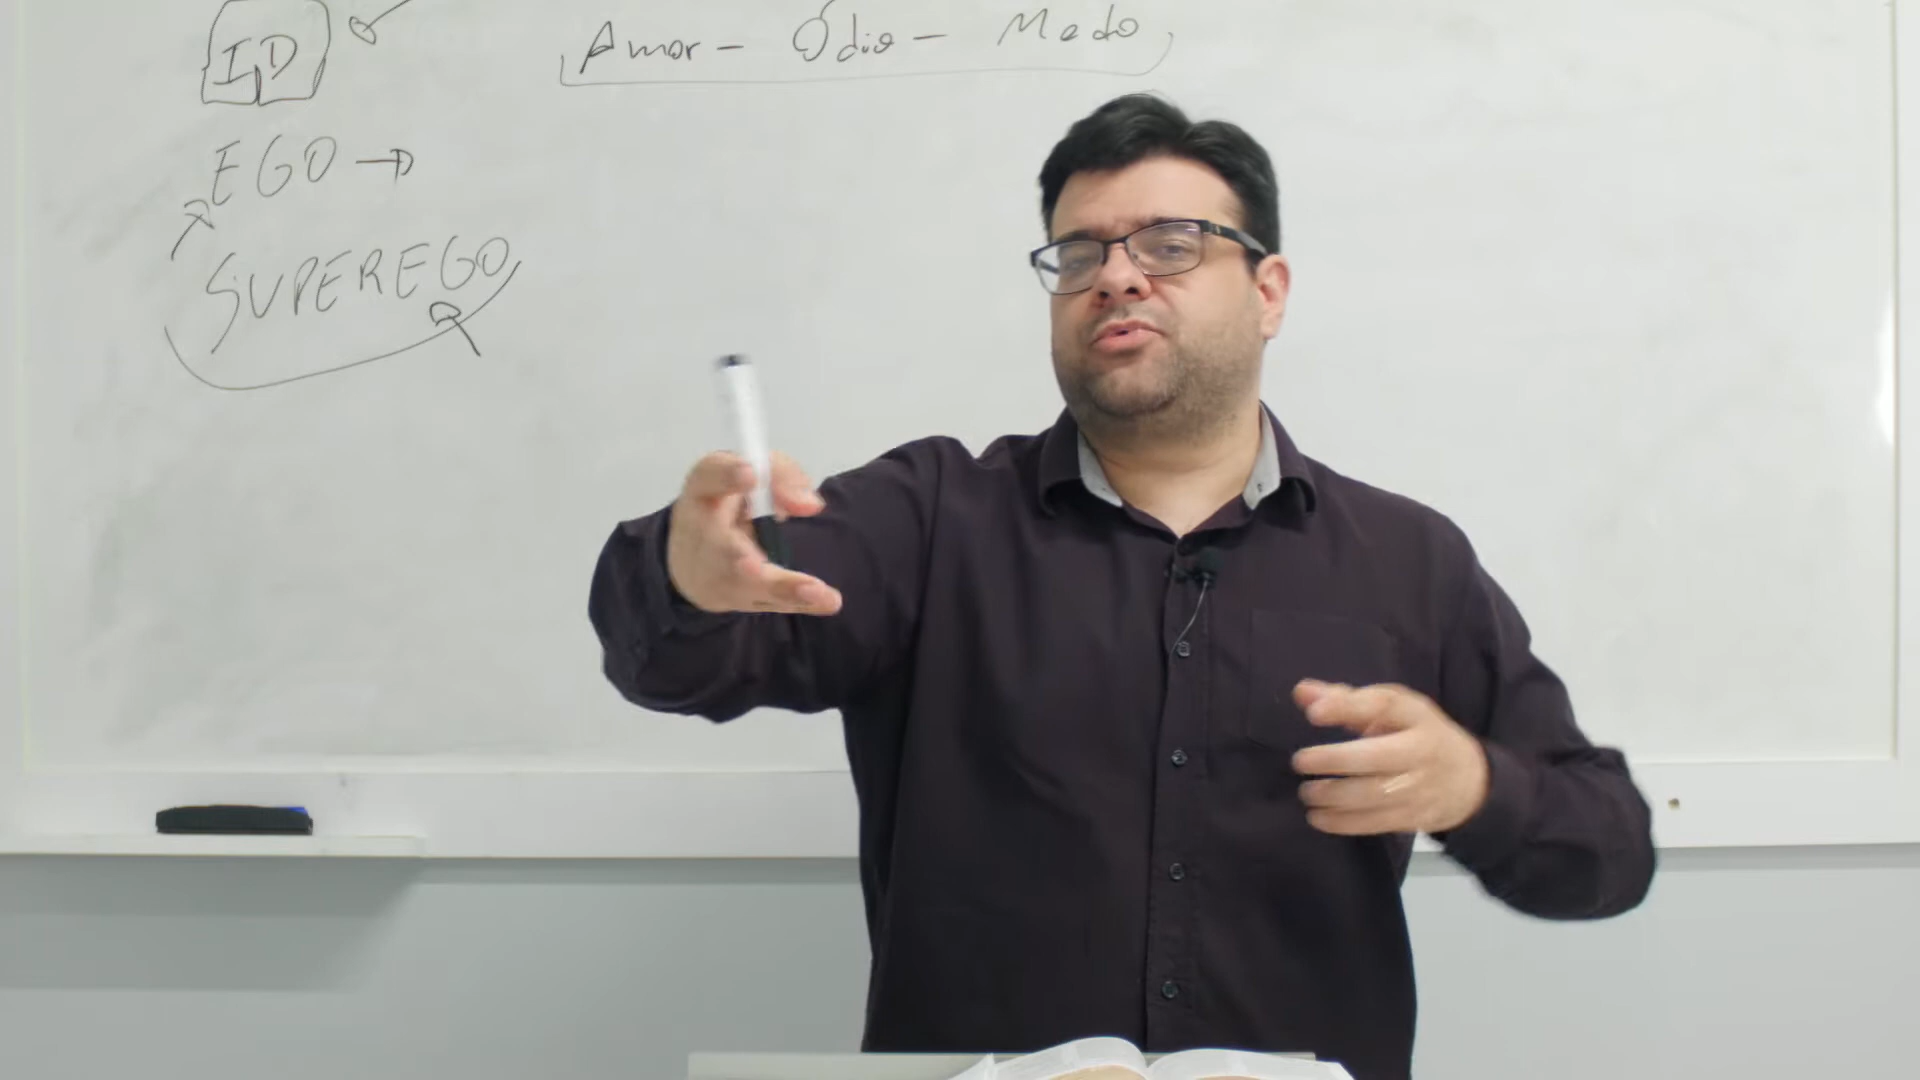 ID
Amor - Ódio - Medo
EGO →
SUPEREGO